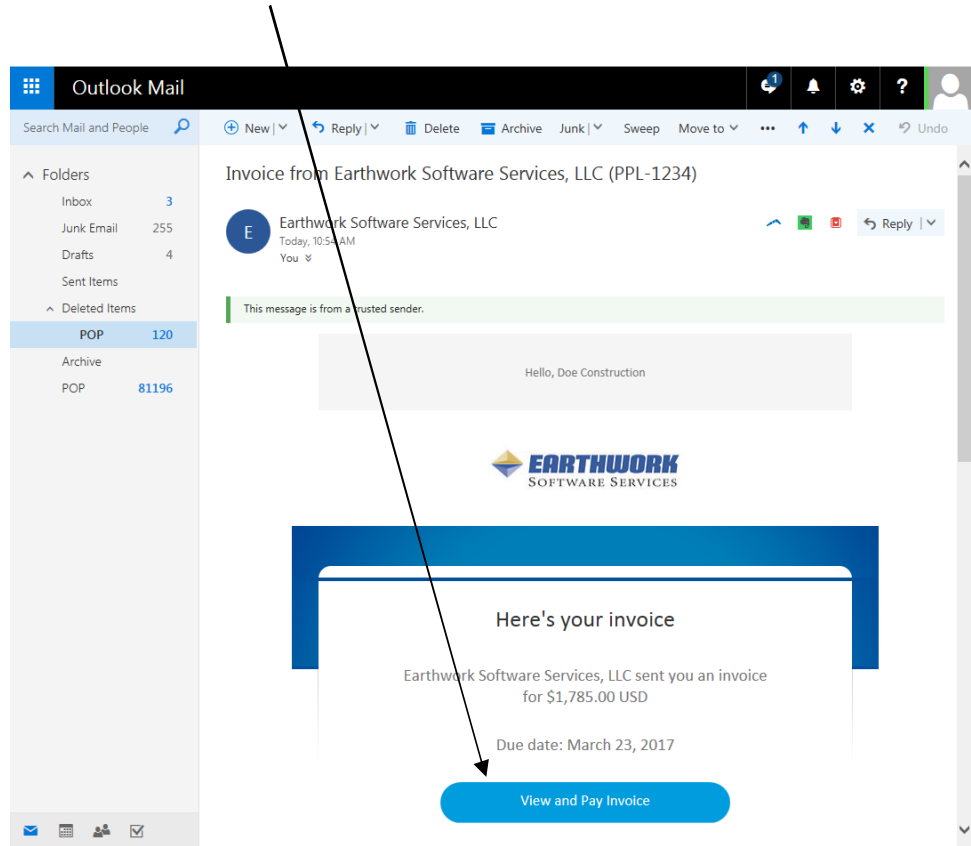 Outlook Mail
1
?
Search Mail and People
New
Reply
Delete
Archive
Junk
Sweep
Move to
Undo
Folders
Inbox 3
Junk Email 255
Drafts 4
Sent Items
Deleted Items
POP 120
Archive
POP 81196
Invoice from Earthwork Software Services, LLC (PPL-1234)
E
Earthwork Software Services, LLC
Today, 10:54 AM
You
Reply
This message is from a trusted sender.
Hello, Doe Construction
EARTHWORK
SOFTWARE SERVICES
Here's your invoice
Earthwork Software Services, LLC sent you an invoice
for $1,785.00 USD
Due date: March 23, 2017
View and Pay Invoice